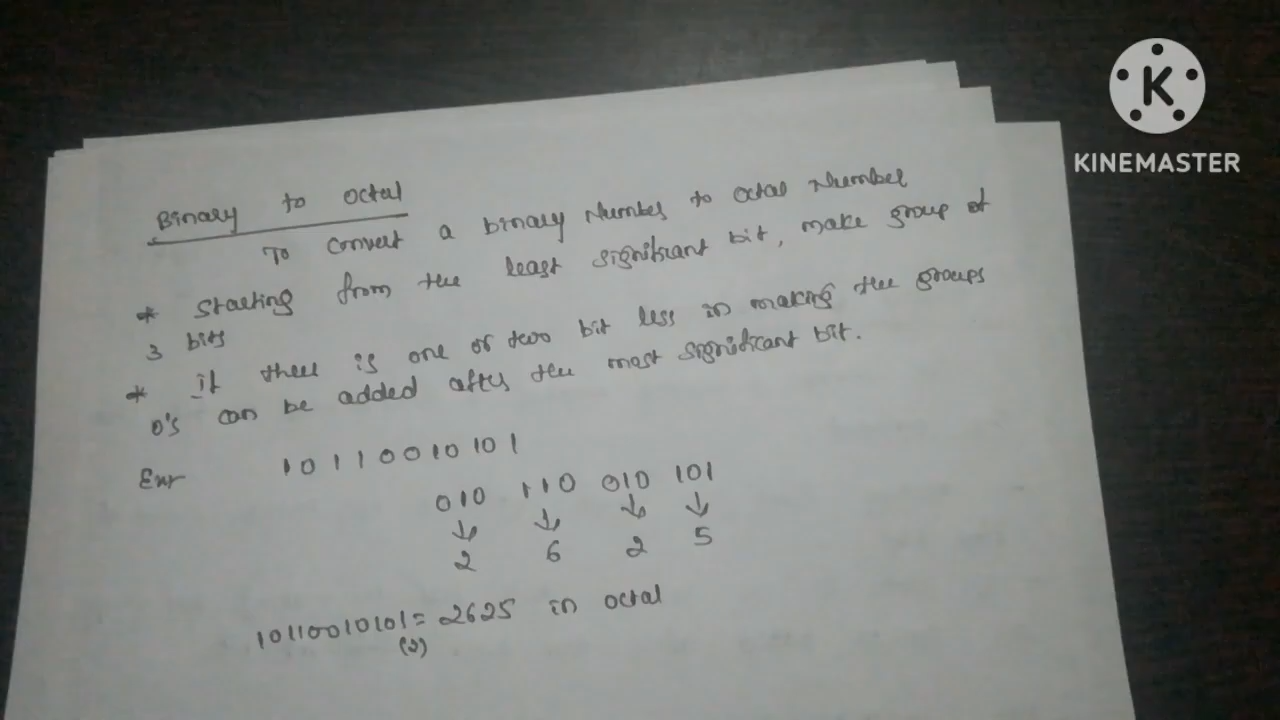 Binary to octal
To convert a binary Number to octal Number
* starting from the least significant bit, make group of
3 bits
* if there is one or two bit less in making the groups
0's can be added after the most significant bit.
10110010101
010 110 010 101
↓ ↓ ↓ ↓
2 6 2 5
10110010101 = 2625 in octal
(2)
K
KINEMASTER